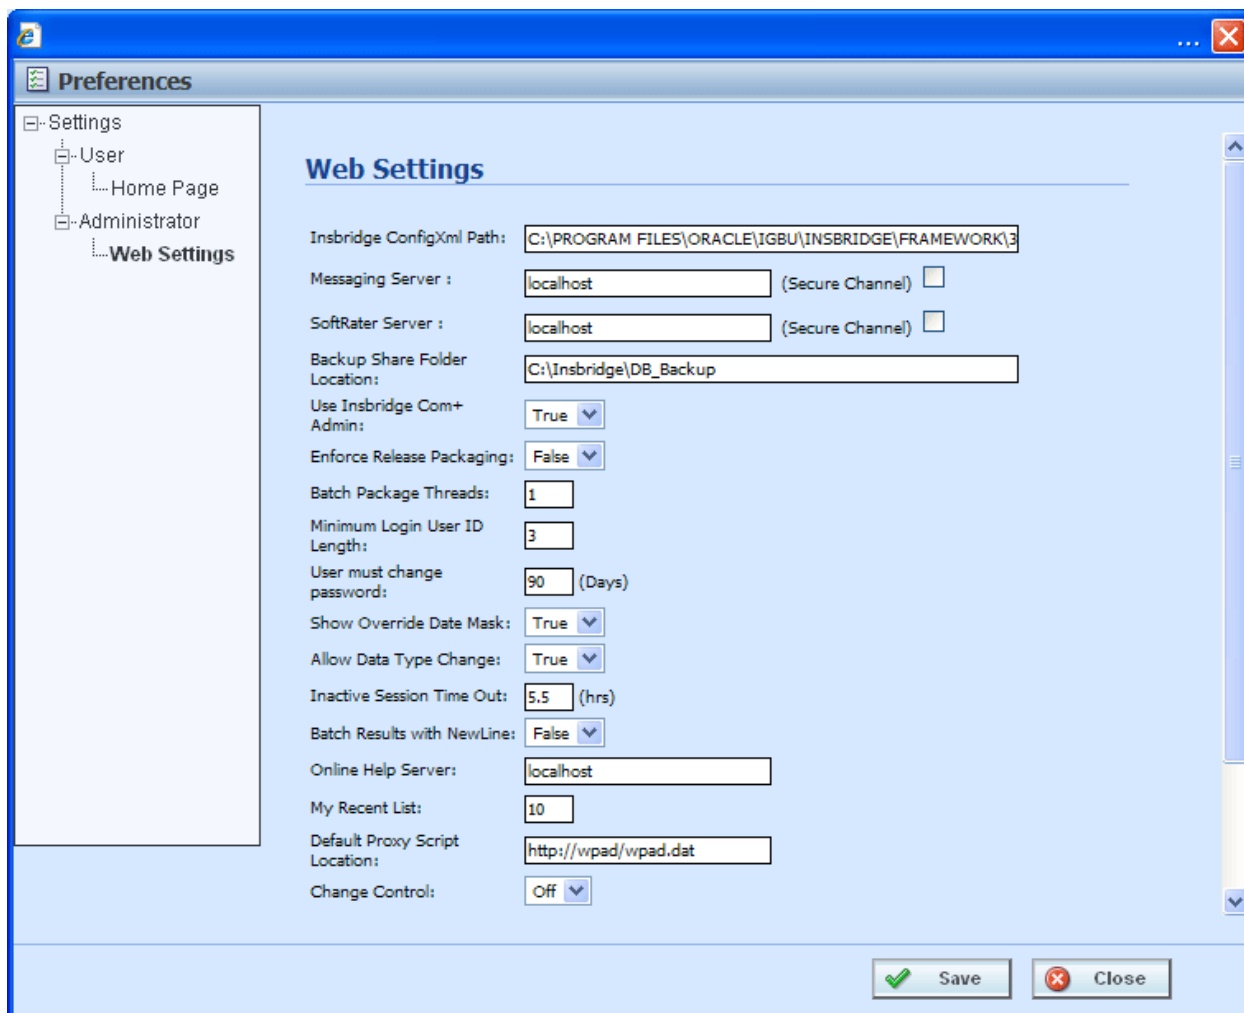 ...
Preferences
Settings
User
Home Page
Administrator
Web Settings
Web Settings
Insbridge ConfigXml Path: C:\PROGRAM FILES\ORACLE\IGBU\INSBRIDGE\FRAMEWORK\3
Messaging Server : localhost (Secure Channel)
SoftRater Server : localhost (Secure Channel)
Backup Share Folder
Location: C:\Insbridge\DB_Backup
Use Insbridge Com+
Admin: True
Enforce Release Packaging: False
Batch Package Threads: 1
Minimum Login User ID
Length: 3
User must change
password: 90 (Days)
Show Override Date Mask: True
Allow Data Type Change: True
Inactive Session Time Out: 5.5 (hrs)
Batch Results with NewLine: False
Online Help Server: localhost
My Recent List: 10
Default Proxy Script
Location: http://wpad/wpad.dat
Change Control: Off
Save Close